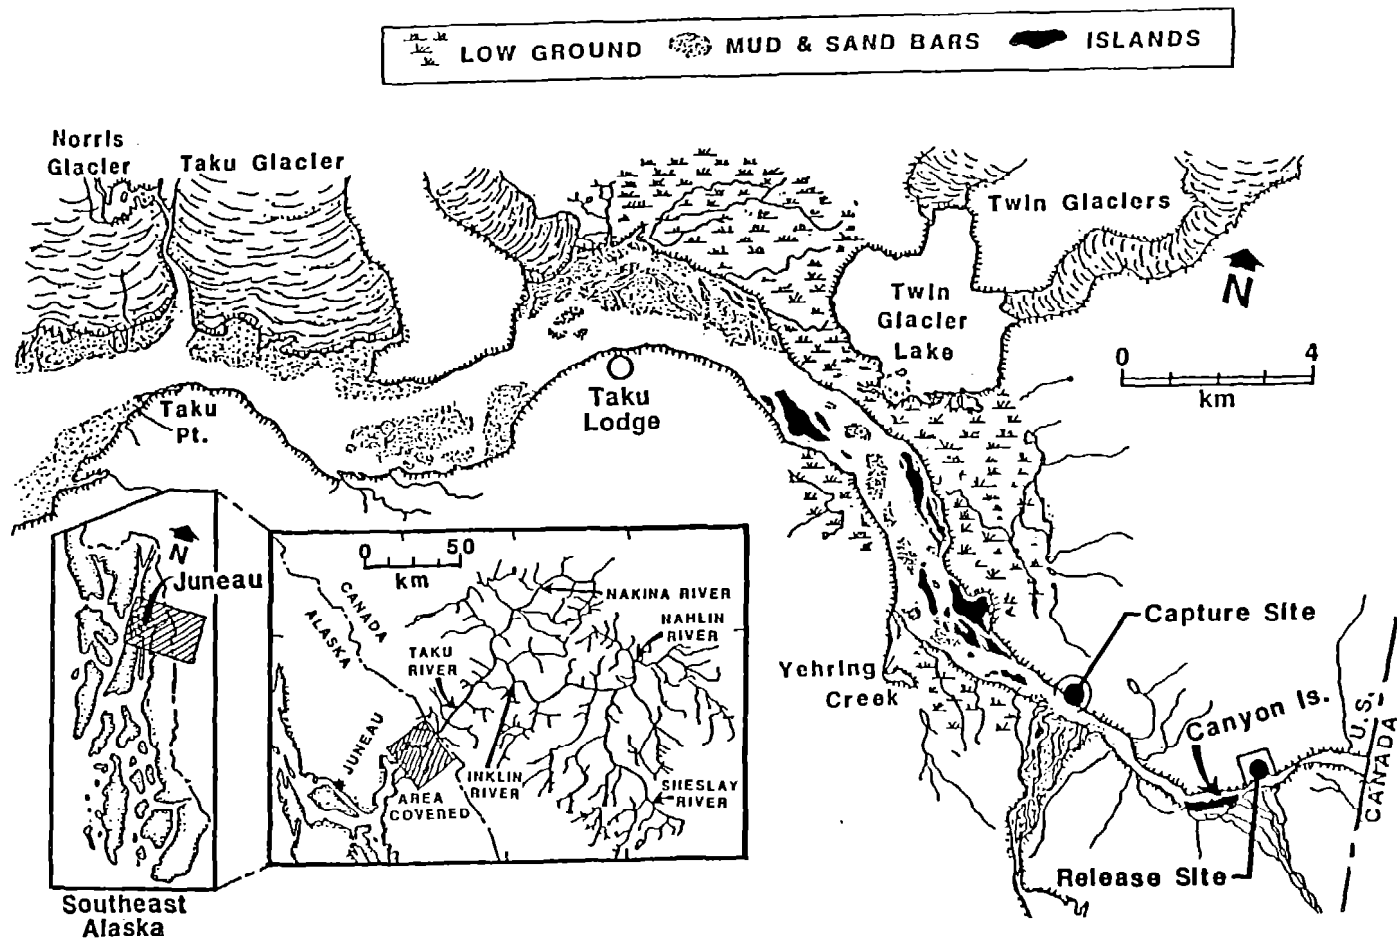 LOW GROUND MUD & SAND BARS ISLANDS
Norris
Glacier
Taku Glacier
Twin Glaciers
N
Twin
Glacier
Lake
0 4
km
Taku
Pt.
Taku
Lodge
Capture Site
Yehring
Creek
Canyon Is.
U.S.
CANADA
Release Site
N
Juneau
Southeast
Alaska
0 50
km
CANADA
ALASKA
NAKINA RIVER
NAHLIN
RIVER
TAKU
RIVER
JUNEAU
INKLIN
RIVER
SHESLAY
RIVER
AREA
COVERED